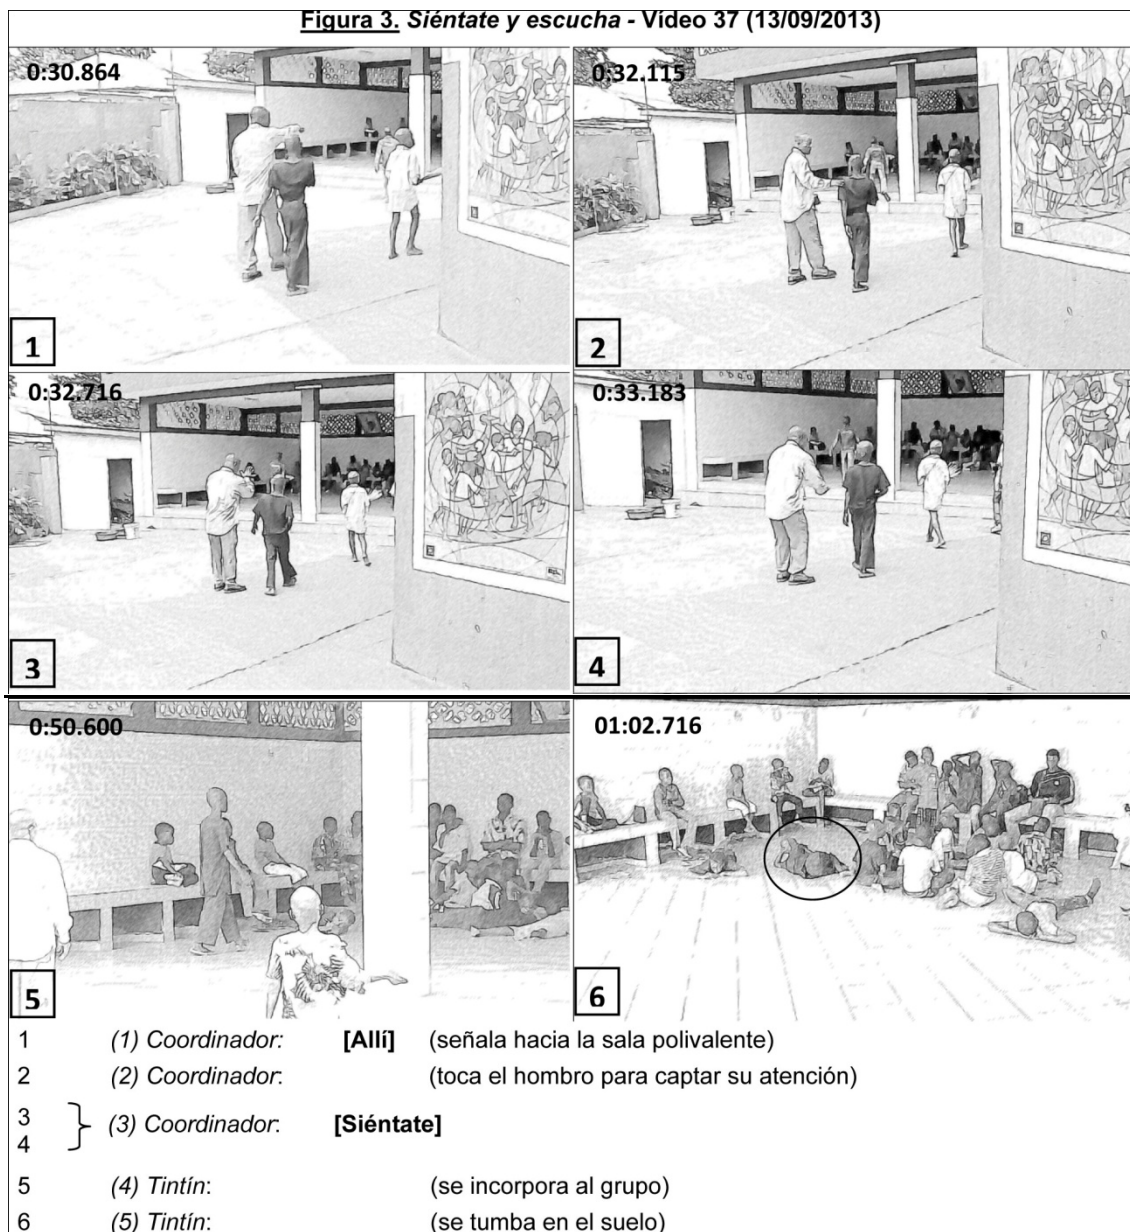 Figura 3. Siéntate y escucha - Vídeo 37 (13/09/2013)
0:30.864
0:32.115
1
2
0:32.716
0:33.183
3
4
0:50.600
01:02.716
5
6
1 (1) Coordinador: [Allí] (señala hacia la sala polivalente)
2 (2) Coordinador: (toca el hombro para captar su atención)
3
4 } (3) Coordinador: [Siéntate]
5 (4) Tintín: (se incorpora al grupo)
6 (5) Tintín: (se tumba en el suelo)